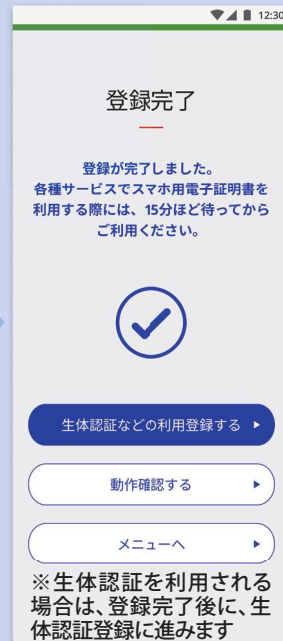 12:30
登録完了
登録が完了しました。
各種サービスでスマホ用電子証明書を
利用する際には、15分ほど待ってから
ご利用ください。
生体認証などの利用登録する
動作確認する
メニューへ
※生体認証を利用される
場合は、登録完了後に、生
体認証登録に進みます